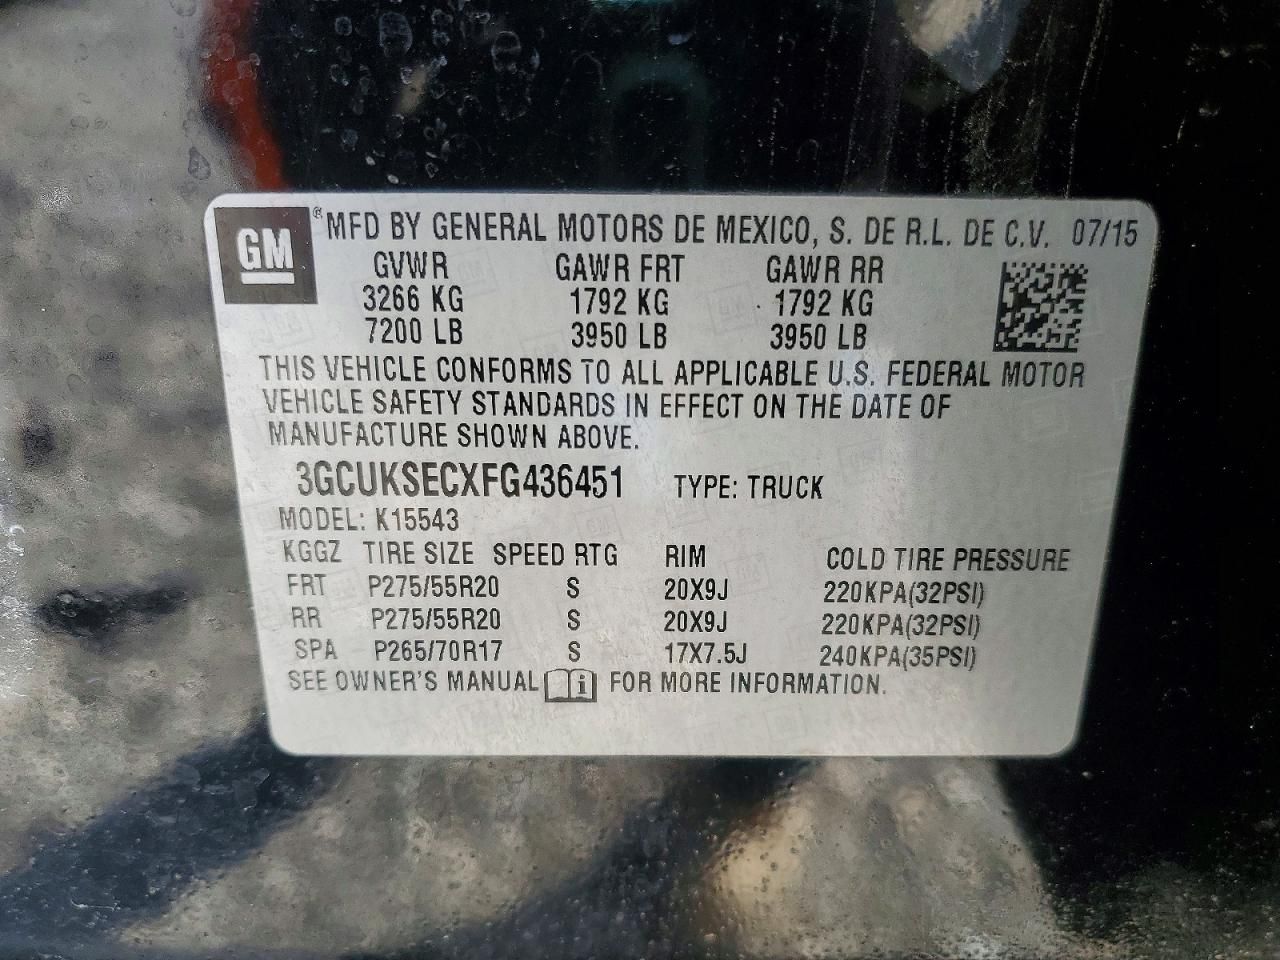 GM® MFD BY GENERAL MOTORS DE MEXICO, S. DE R.L. DE C.V. 07/15
GVWR GAWR FRT GAWR RR
3266 KG 1792 KG 1792 KG
7200 LB 3950 LB 3950 LB
THIS VEHICLE CONFORMS TO ALL APPLICABLE U.S. FEDERAL MOTOR
VEHICLE SAFETY STANDARDS IN EFFECT ON THE DATE OF
MANUFACTURE SHOWN ABOVE.
3GCUKSECXFG436451 TYPE: TRUCK
MODEL: K15543
KGGZ TIRE SIZE SPEED RTG RIM COLD TIRE PRESSURE
FRT P275/55R20 S 20X9J 220KPA(32PSI)
RR P275/55R20 S 20X9J 220KPA(32PSI)
SPA P265/70R17 S 17X7.5J 240KPA(35PSI)
SEE OWNER'S MANUAL i FOR MORE INFORMATION.